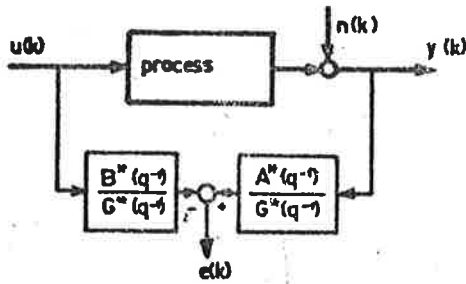 n(k)
u(k)
process
y(k)
B*(q⁻¹)
G*(q⁻¹)
-
+
A*(q⁻¹)
G*(q⁻¹)
e(k)